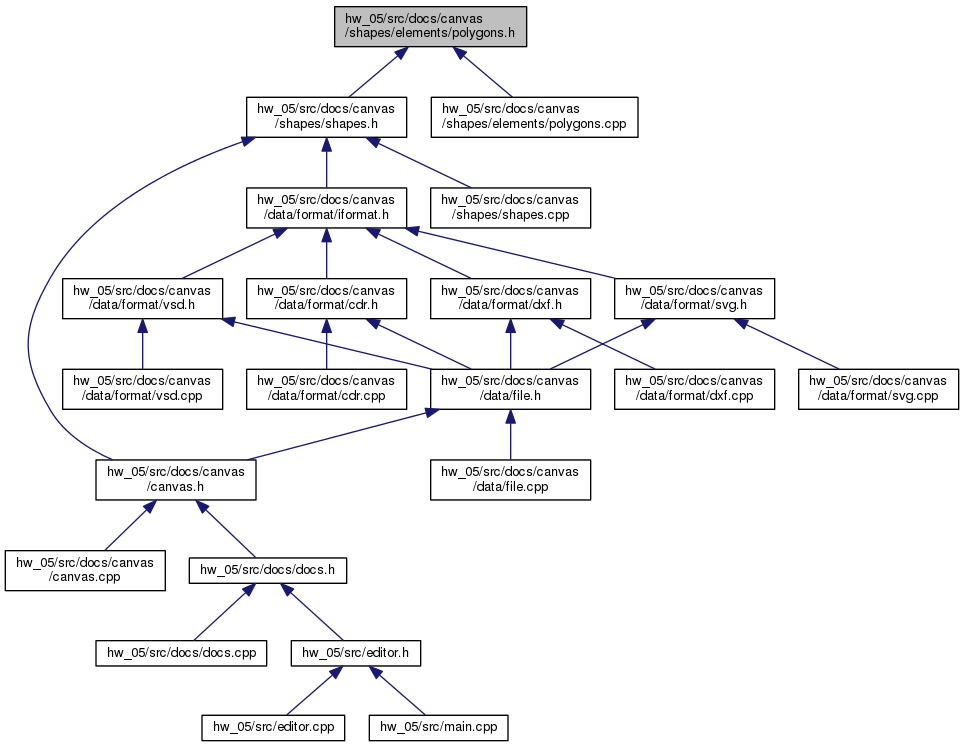 hw_05/src/docs/canvas
/shapes/elements/polygons.h
hw_05/src/docs/canvas
/shapes/shapes.h
hw_05/src/docs/canvas
/shapes/elements/polygons.cpp
hw_05/src/docs/canvas
/data/format/iformat.h
hw_05/src/docs/canvas
/shapes/shapes.cpp
hw_05/src/docs/canvas
/data/format/vsd.h
hw_05/src/docs/canvas
/data/format/cdr.h
hw_05/src/docs/canvas
/data/format/dxf.h
hw_05/src/docs/canvas
/data/format/svg.h
hw_05/src/docs/canvas
/data/format/vsd.cpp
hw_05/src/docs/canvas
/data/format/cdr.cpp
hw_05/src/docs/canvas
/data/file.h
hw_05/src/docs/canvas
/data/format/dxf.cpp
hw_05/src/docs/canvas
/data/format/svg.cpp
hw_05/src/docs/canvas
/canvas.h
hw_05/src/docs/canvas
/data/file.cpp
hw_05/src/docs/canvas
/canvas.cpp
hw_05/src/docs/docs.h
hw_05/src/docs/docs.cpp
hw_05/src/editor.h
hw_05/src/editor.cpp
hw_05/src/main.cpp